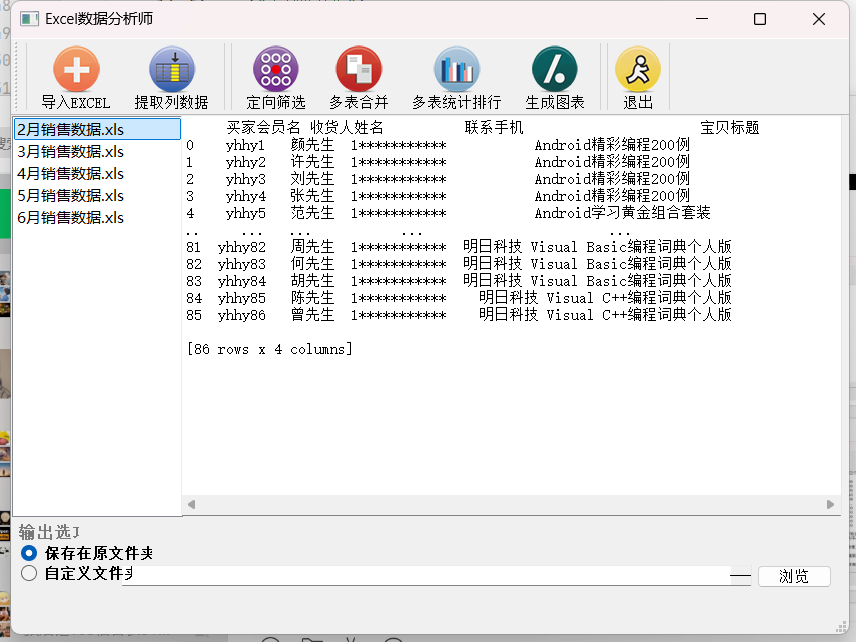 Excel数据分析师
导入EXCEL 提取列数据 定向筛选 多表合并 多表统计排行 生成图表 退出
2月销售数据.xls
3月销售数据.xls
4月销售数据.xls
5月销售数据.xls
6月销售数据.xls
买家会员名 收货人姓名 联系手机 宝贝标题
0 yhhy1 颜先生 1*********** Android精彩编程200例
1 yhhy2 许先生 1*********** Android精彩编程200例
2 yhhy3 刘先生 1*********** Android精彩编程200例
3 yhhy4 张先生 1*********** Android精彩编程200例
4 yhhy5 范先生 1*********** Android学习黄金组合套装
.. ... ... ... ...
81 yhhy82 周先生 1*********** 明日科技 Visual Basic编程词典个人版
82 yhhy83 何先生 1*********** 明日科技 Visual Basic编程词典个人版
83 yhhy84 胡先生 1*********** 明日科技 Visual Basic编程词典个人版
84 yhhy85 陈先生 1*********** 明日科技 Visual C++编程词典个人版
85 yhhy86 曾先生 1*********** 明日科技 Visual C++编程词典个人版
[86 rows x 4 columns]
输出选
保存在原文件夹
自定义文件夹
浏览